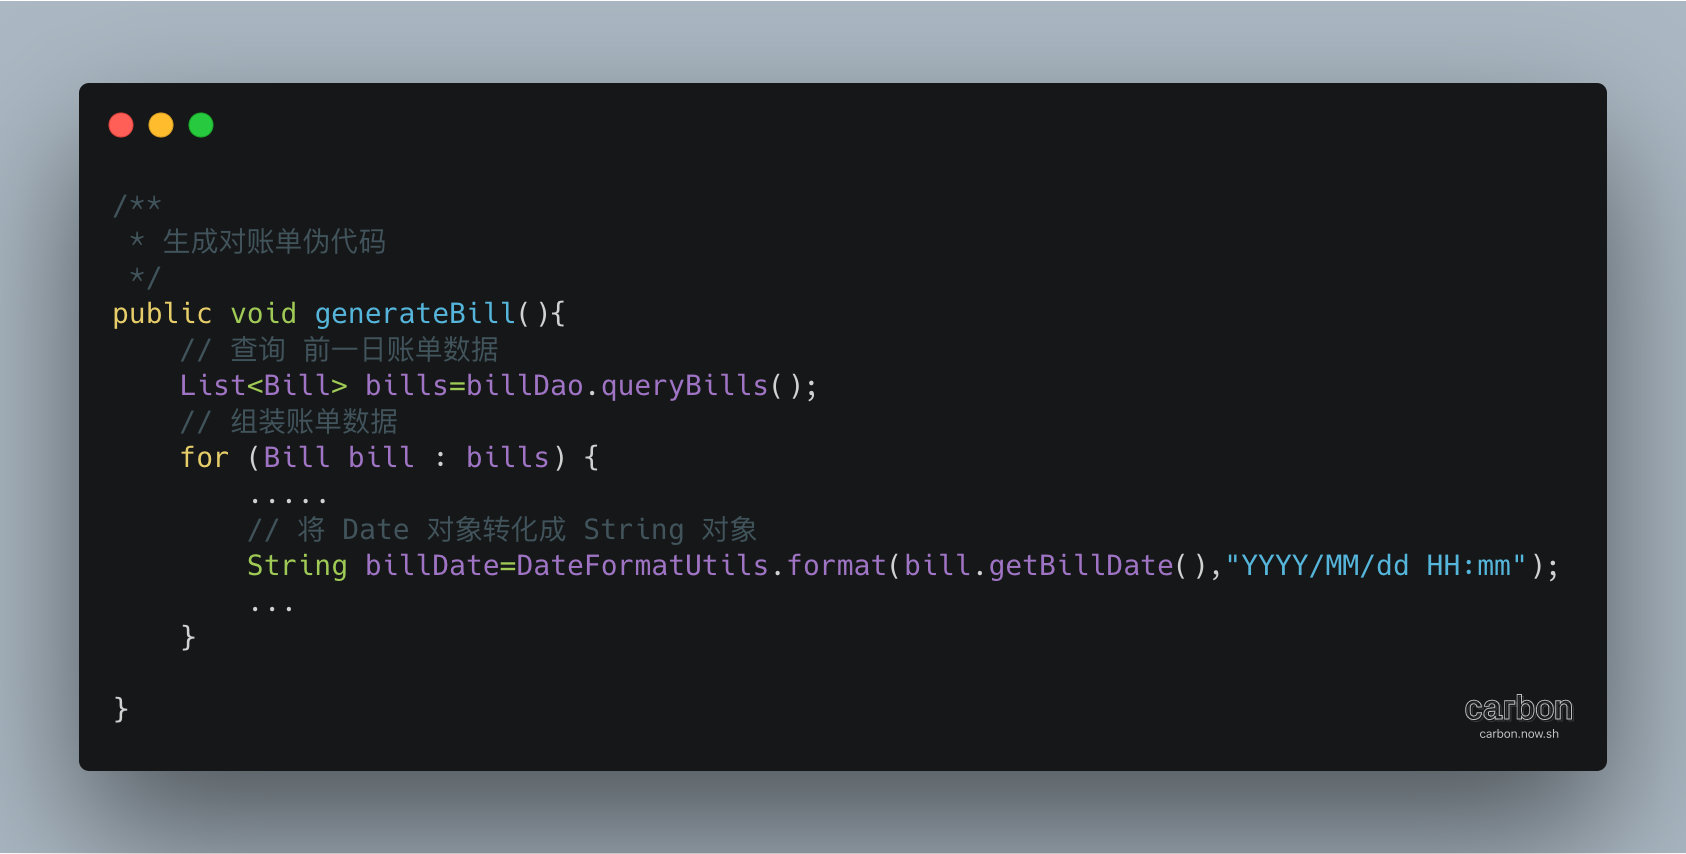 /**
 * 生成对账单伪代码
 */
public void generateBill(){
    // 查询 前一日账单数据
    List<Bill> bills=billDao.queryBills();
    // 组装账单数据
    for (Bill bill : bills) {
        .....
        // 将 Date 对象转化成 String 对象
        String billDate=DateFormatUtils.format(bill.getBillDate(),"YYYY/MM/dd HH:mm");
        ...
    }
}
carbon
carbon.now.sh